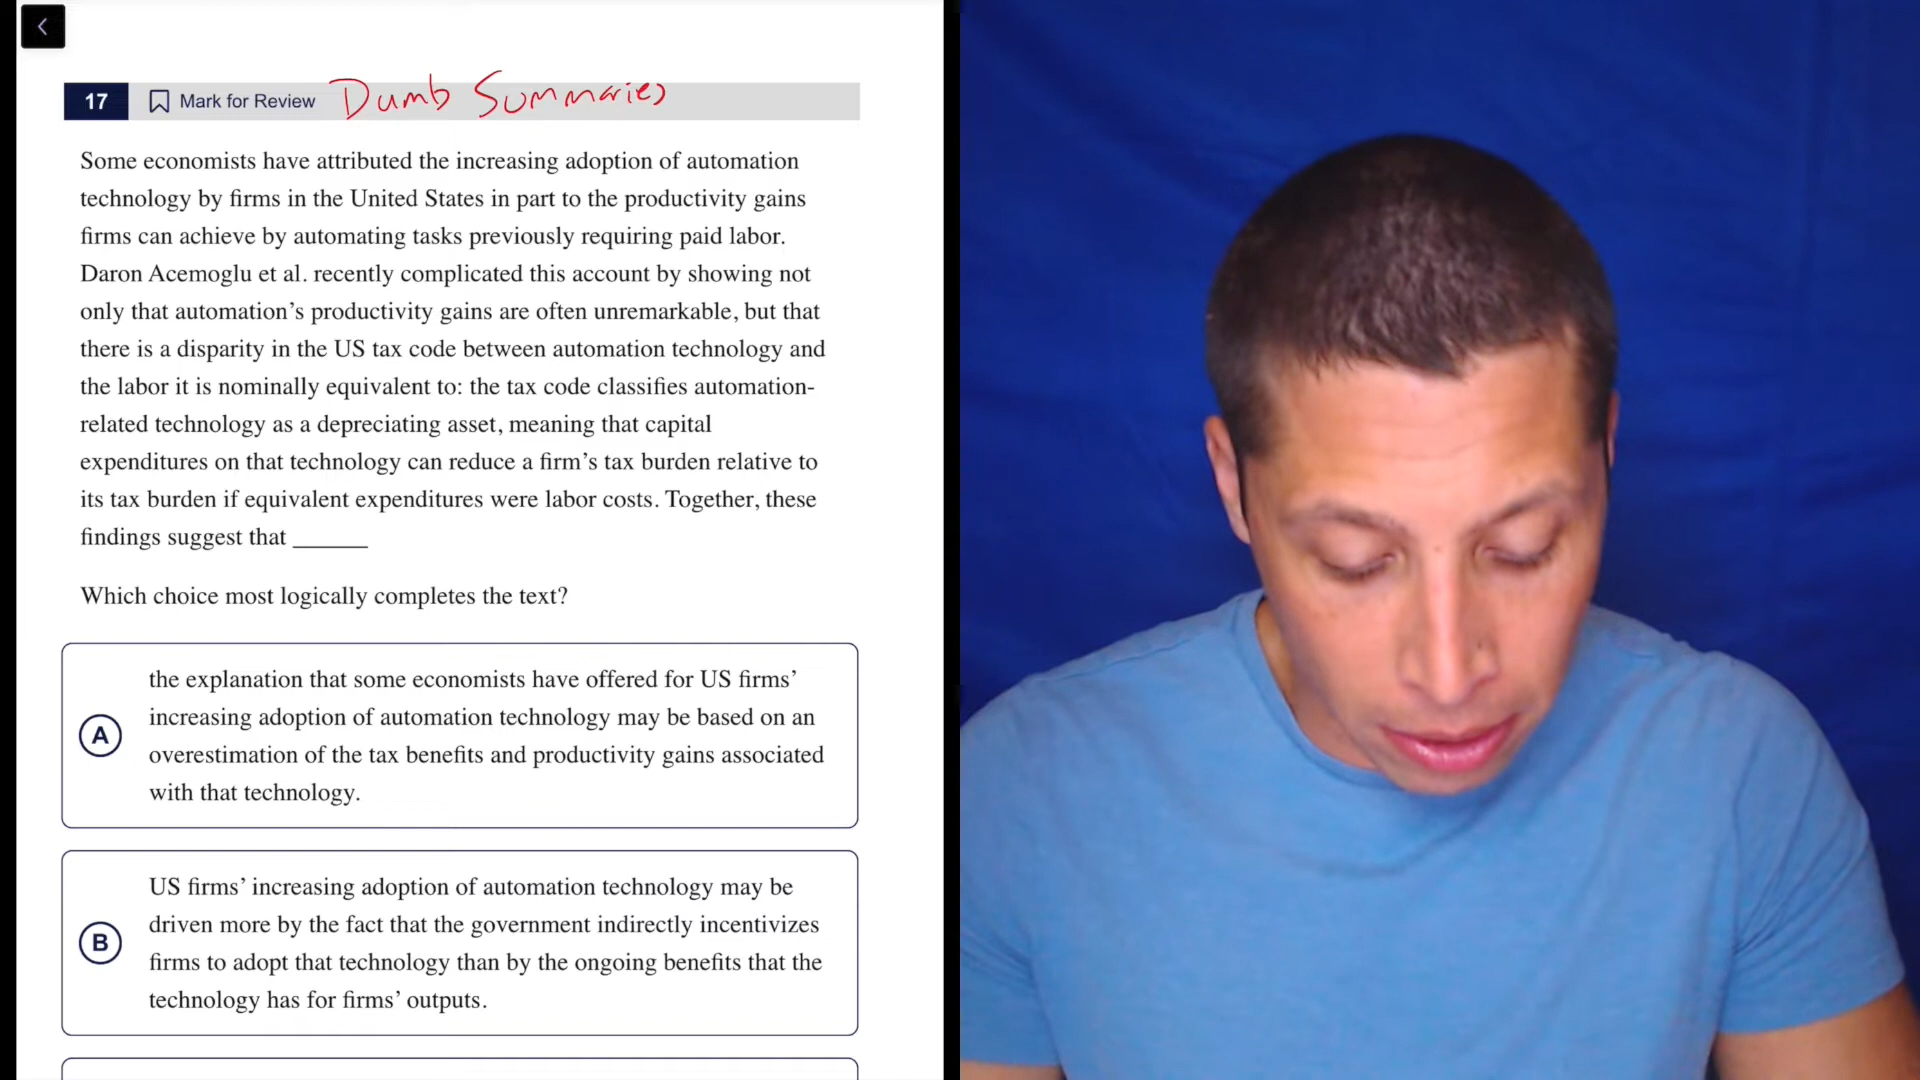 17 Mark for Review Dumb Summaries
Some economists have attributed the increasing adoption of automation
technology by firms in the United States in part to the productivity gains
firms can achieve by automating tasks previously requiring paid labor.
Daron Acemoglu et al. recently complicated this account by showing not
only that automation's productivity gains are often unremarkable, but that
there is a disparity in the US tax code between automation technology and
the labor it is nominally equivalent to: the tax code classifies automation-
related technology as a depreciating asset, meaning that capital
expenditures on that technology can reduce a firm's tax burden relative to
its tax burden if equivalent expenditures were labor costs. Together, these
findings suggest that ______
Which choice most logically completes the text?
A
the explanation that some economists have offered for US firms'
increasing adoption of automation technology may be based on an
overestimation of the tax benefits and productivity gains associated
with that technology.
B
US firms' increasing adoption of automation technology may be
driven more by the fact that the government indirectly incentivizes
firms to adopt that technology than by the ongoing benefits that the
technology has for firms' outputs.